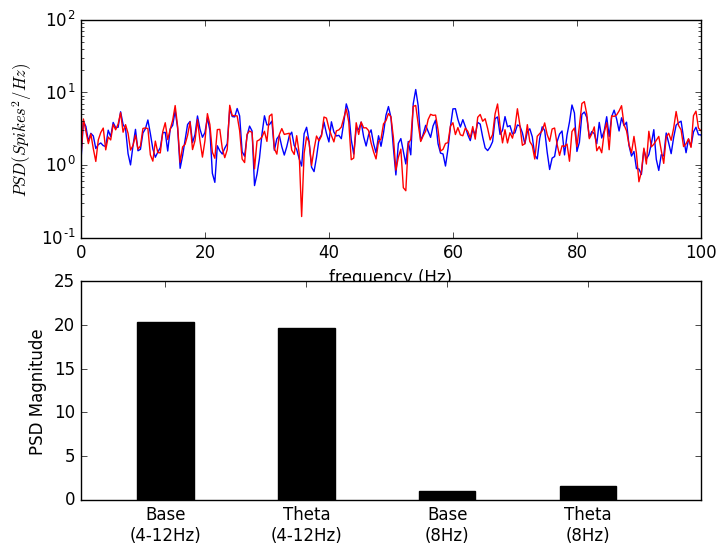 10^2
10^1
10^0
10^-1
PSD(Spikes^2/Hz)
0 20 40 60 80 100
frequency (Hz)
25
20
15
10
5
0
PSD Magnitude
Base Theta Base Theta
(4-12Hz) (4-12Hz) (8Hz) (8Hz)